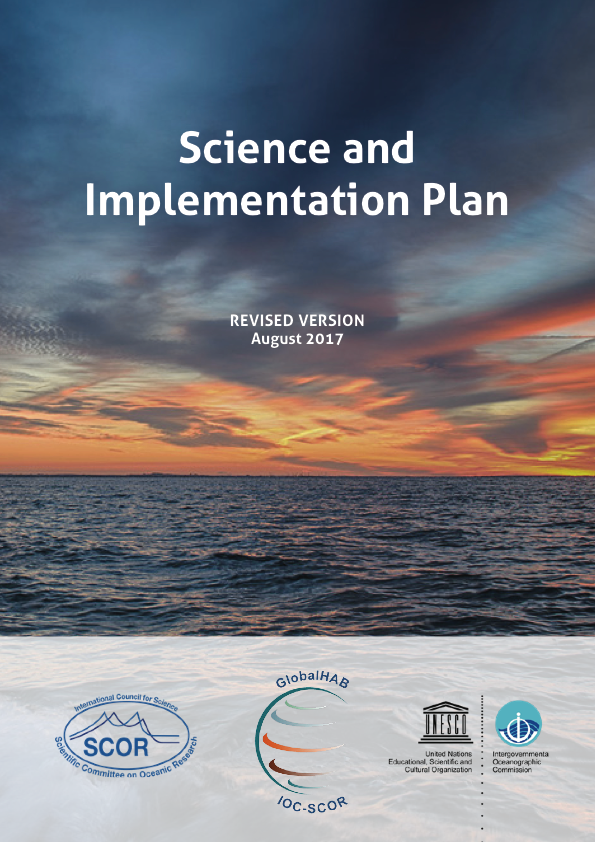 Science and
Implementation Plan
REVISED VERSION
August 2017
International Council for Science
SCOR
Scientific Committee on Oceanic Research
GlobalHAB
IOC-SCOR
UNESCO
United Nations
Educational, Scientific and
Cultural Organization
Intergovernmenta
Oceanographic
Commission